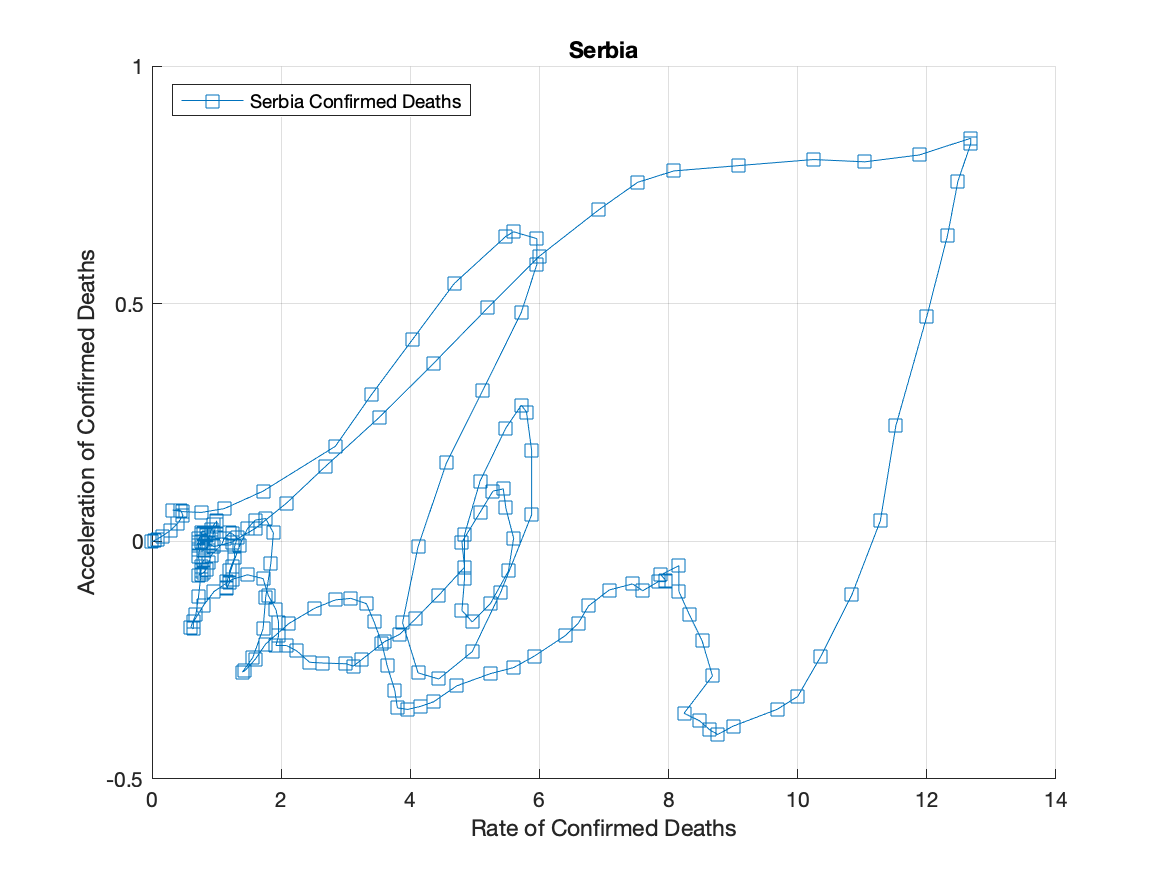 Serbia
Serbia Confirmed Deaths
1
0.5
0
-0.5
Acceleration of Confirmed Deaths
0 2 4 6 8 10 12 14
Rate of Confirmed Deaths